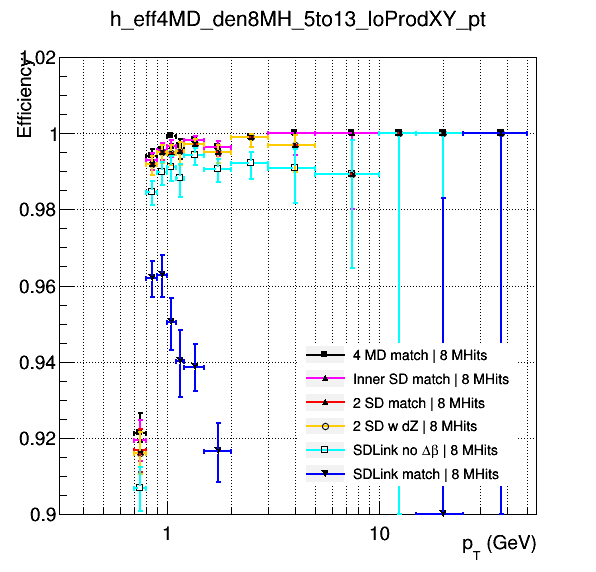 h_eff4MD_den8MH_5to13_loProdXY_pt
Efficiency
1.02
1
0.98
0.96
0.94
0.92
0.9
4 MD match | 8 MHits
Inner SD match | 8 MHits
2 SD match | 8 MHits
2 SD w dZ | 8 MHits
SDLink no Δβ | 8 MHits
SDLink match | 8 MHits
1
10
p_T (GeV)